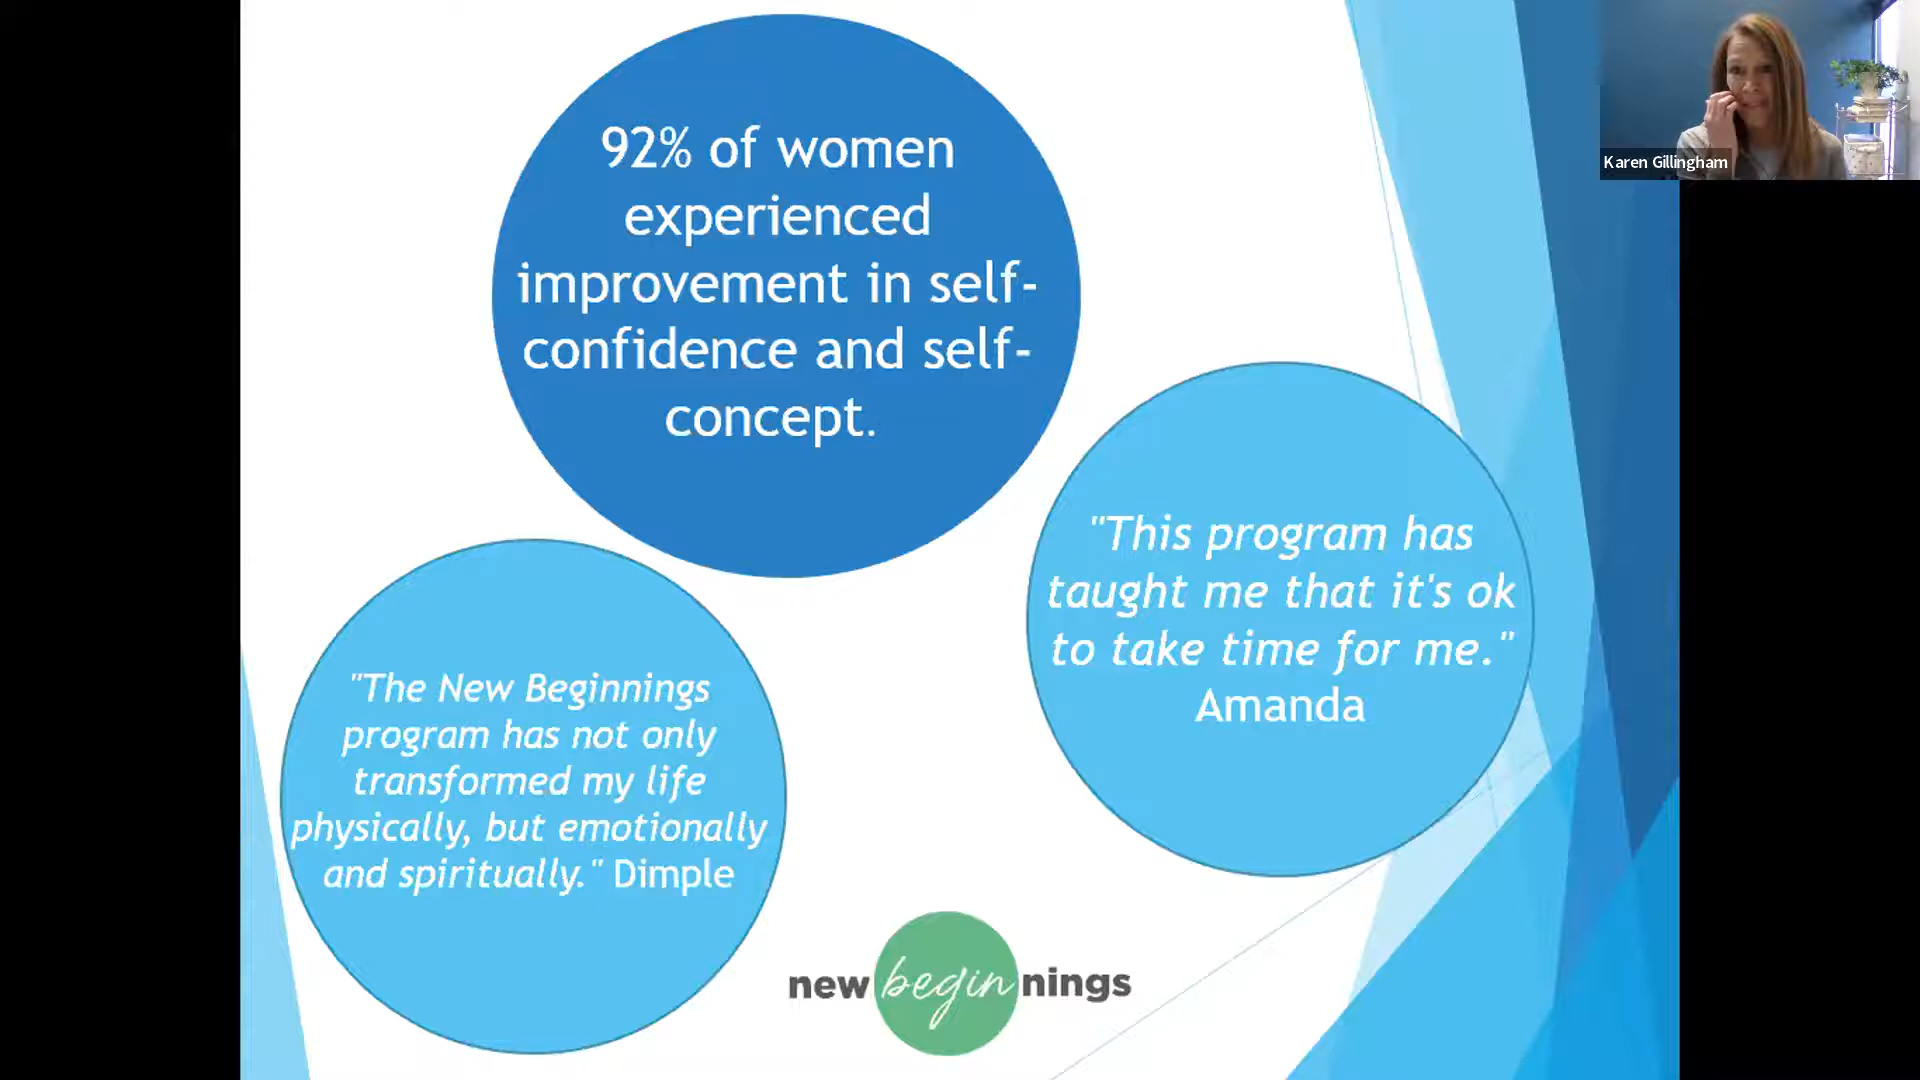 92% of women
experienced
improvement in self-
confidence and self-
concept.
Karen Gillingham
"This program has
taught me that it's ok
to take time for me."
Amanda
"The New Beginnings
program has not only
transformed my life
physically, but emotionally
and spiritually." Dimple
new beginnings